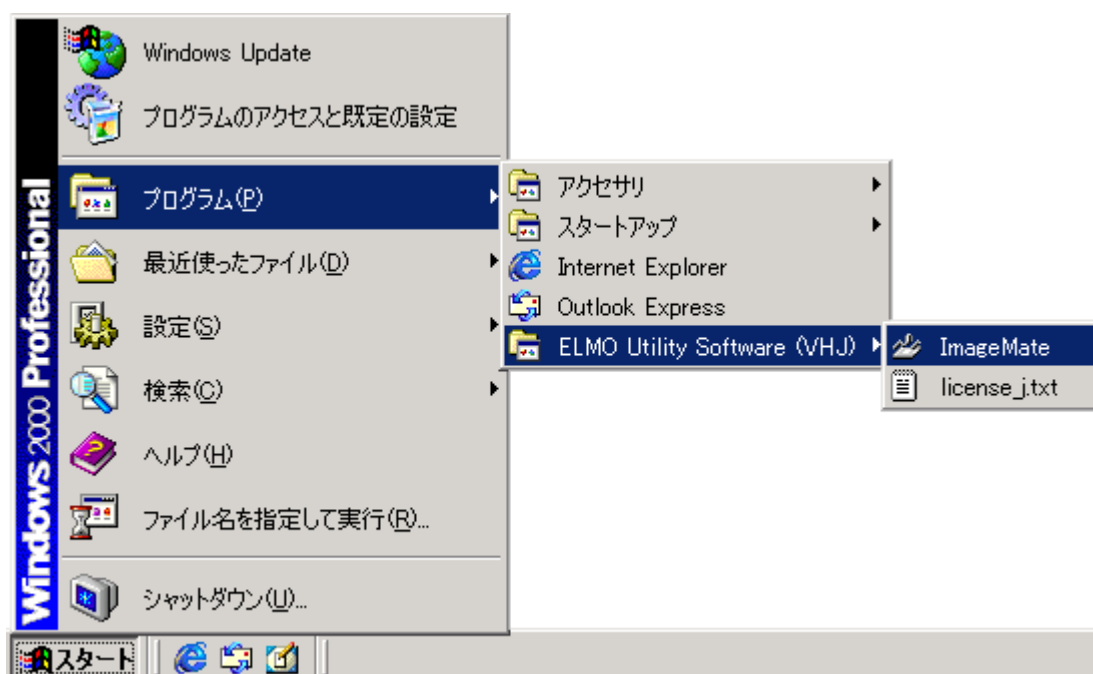 Windows 2000 Professional
Windows Update
プログラムのアクセスと既定の設定
プログラム(P)
最近使ったファイル(D)
設定(S)
検索(C)
ヘルプ(H)
ファイル名を指定して実行(R)...
シャットダウン(U)...
アクセサリ
スタートアップ
Internet Explorer
Outlook Express
ELMO Utility Software (VHJ)
ImageMate
license_j.txt
スタート